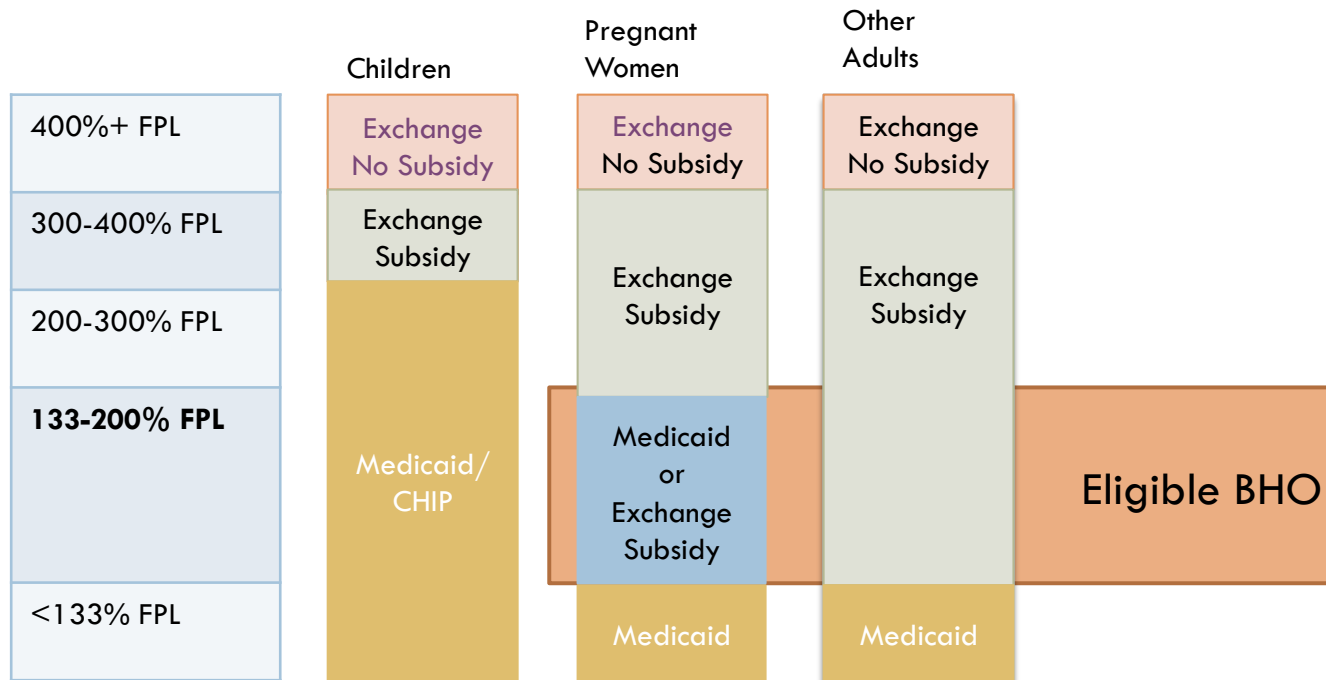 Children
Pregnant
Women
Other
Adults
400%+ FPL
Exchange
No Subsidy
Exchange
No Subsidy
Exchange
No Subsidy
300-400% FPL
Exchange
Subsidy
Exchange
Subsidy
Exchange
Subsidy
200-300% FPL
133-200% FPL
Medicaid/
CHIP
Medicaid
or
Exchange
Subsidy
Eligible BHO
<133% FPL
Medicaid
Medicaid